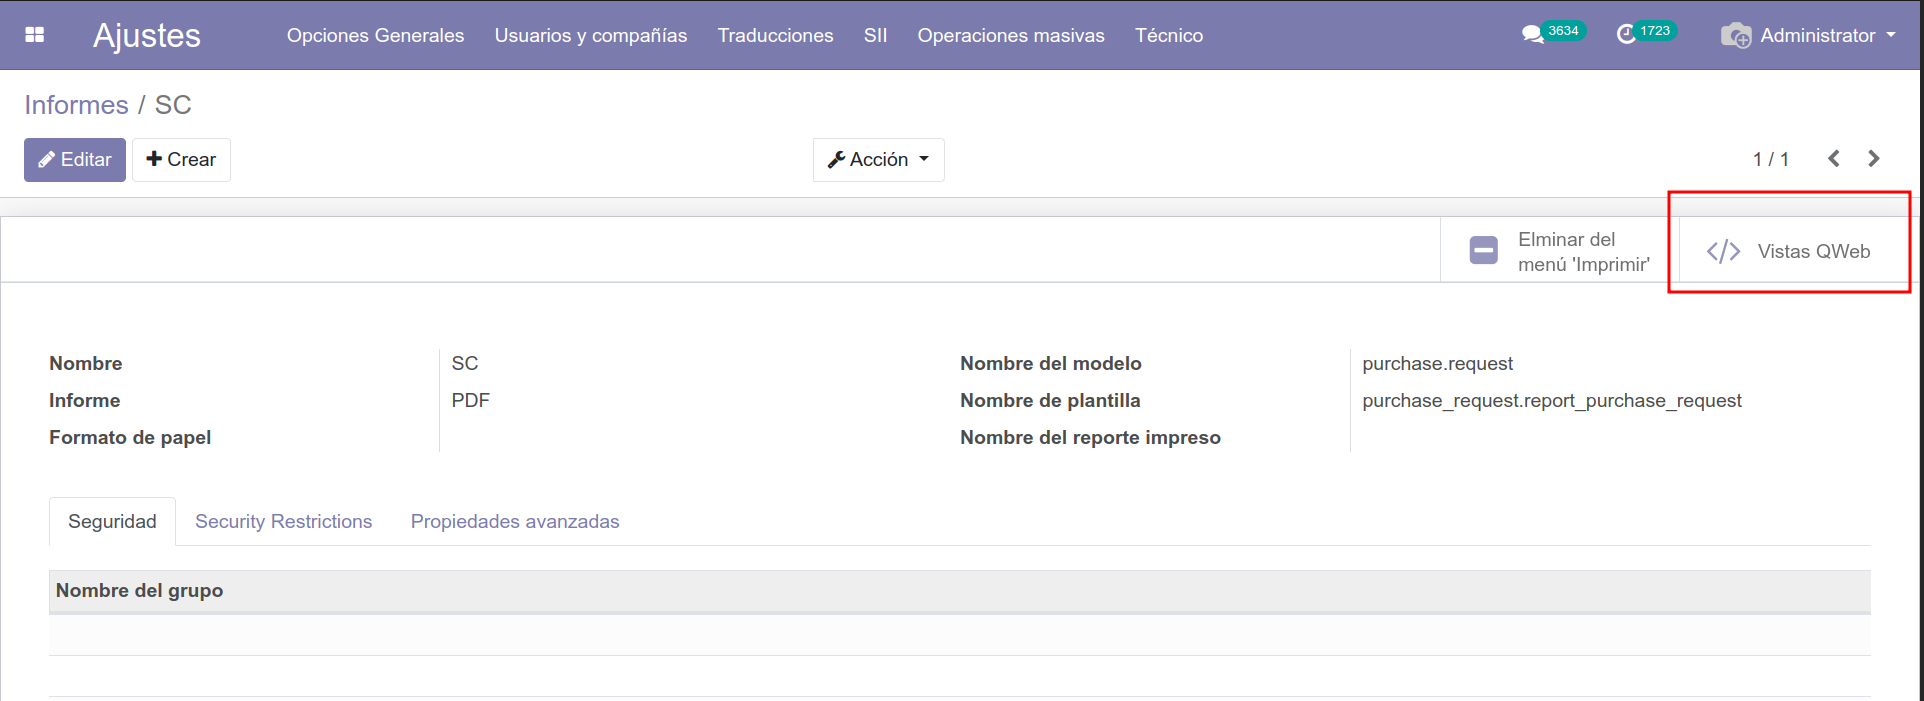 Ajustes Opciones Generales Usuarios y compañías Traducciones SII Operaciones masivas Técnico 3634 1723 Administrator
Informes / SC
Editar Crear Acción 1 / 1
Elminar del
menú 'Imprimir'
Vistas QWeb
Nombre SC Nombre del modelo purchase.request
Informe PDF Nombre de plantilla purchase_request.report_purchase_request
Formato de papel Nombre del reporte impreso
Seguridad Security Restrictions Propiedades avanzadas
Nombre del grupo